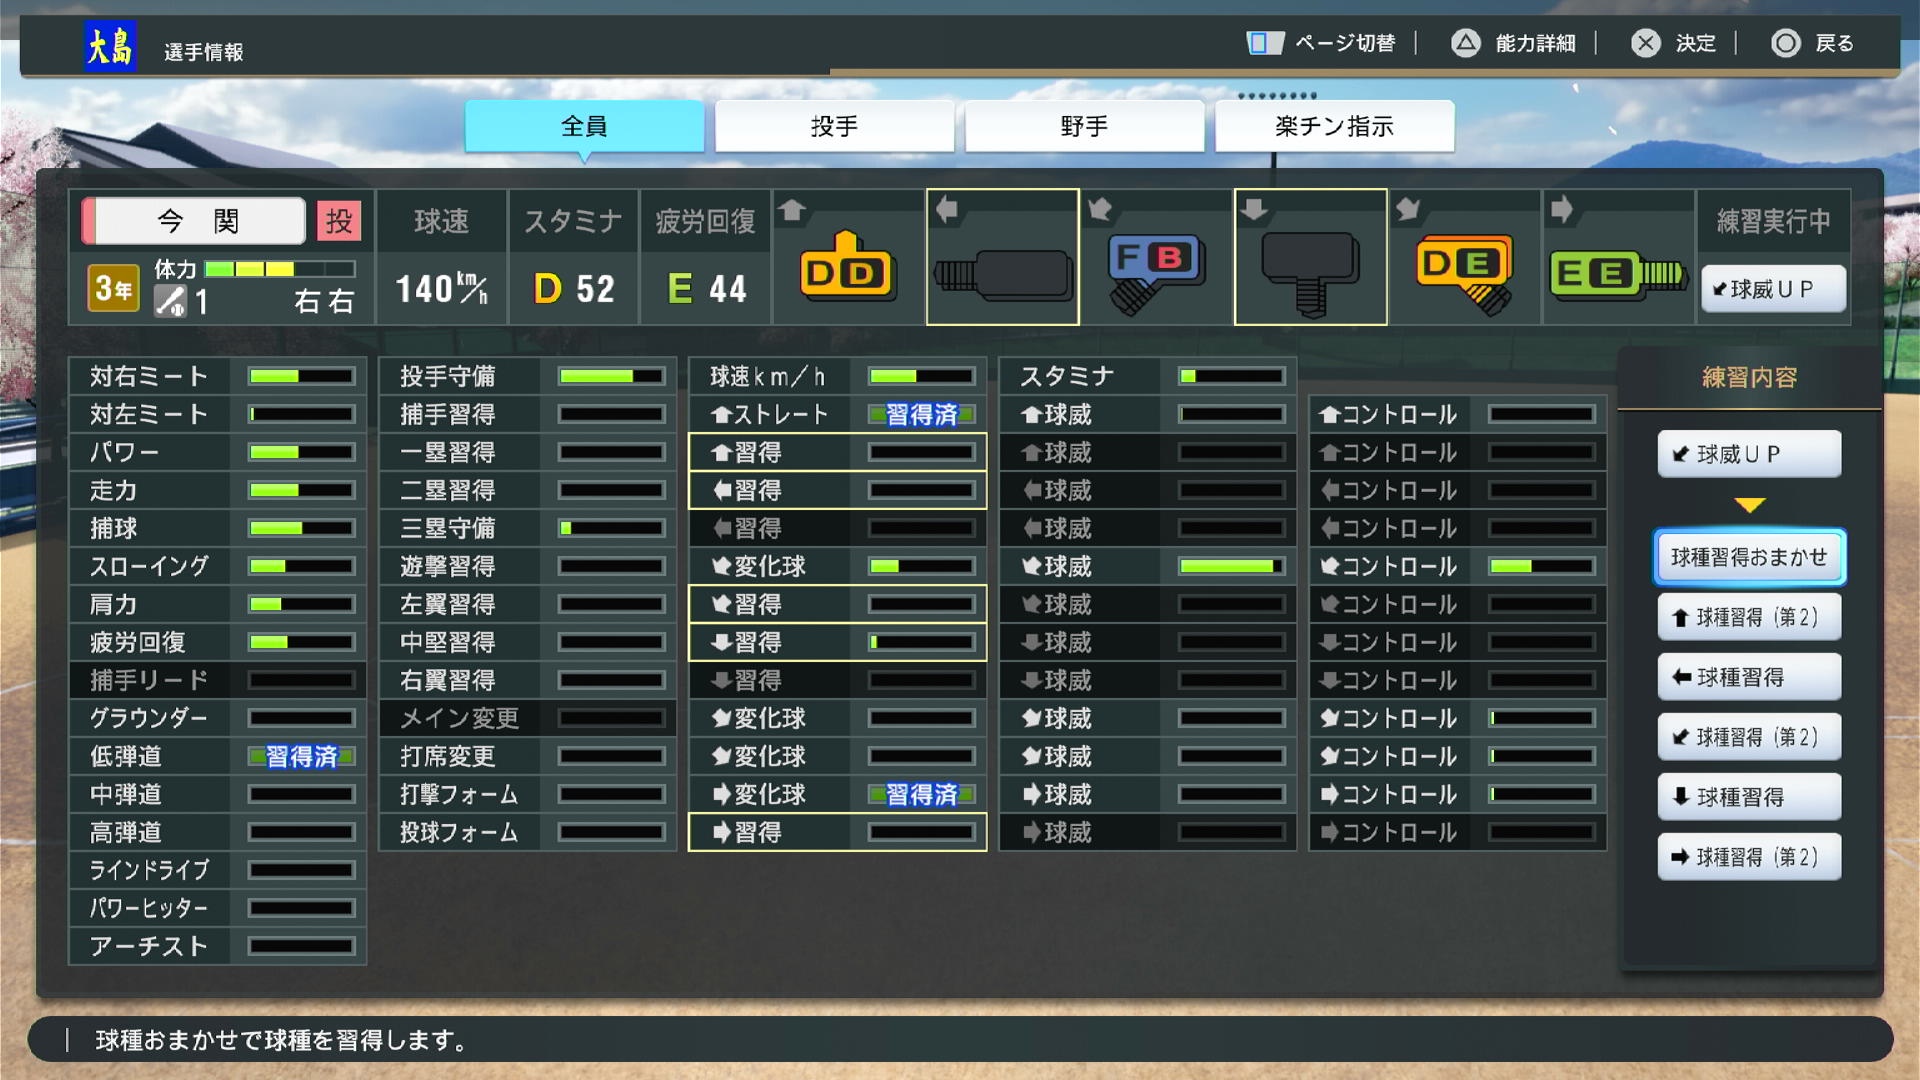 大島 選手情報 ページ切替 能力詳細 決定 戻る
全員 投手 野手 楽チン指示
今関 投 球速 スタミナ 疲労回復 練習実行中
3年 体力 1 右右 140km/h D 52 E 44 DD FB DE EE ↙球威UP
対右ミート 投手守備 球速km/h スタミナ 練習内容
対左ミート 捕手習得 ⬆ストレート 習得済 ⬆球威 ⬆コントロール
パワー 一塁習得 ⬆習得 ⬆球威 ⬆コントロール ↙球威UP
走力 二塁習得 ⬅習得 ⬅球威 ⬅コントロール
捕球 三塁守備 ⬅習得 ⬅球威 ⬅コントロール
スローイング 遊撃習得 ↙変化球 ↙球威 ↙コントロール 球種習得おまかせ
肩力 左翼習得 ↙習得 ↙球威 ↙コントロール ⬆球種習得(第2)
疲労回復 中堅習得 ⬇習得 ⬇球威 ⬇コントロール
捕手リード 右翼習得 ⬇習得 ⬇球威 ⬇コントロール ⬅球種習得
グラウンダー メイン変更 ↘変化球 ↘球威 ↘コントロール
低弾道 習得済 打席変更 ↘変化球 ↘球威 ↘コントロール ↙球種習得(第2)
中弾道 打撃フォーム ➡変化球 習得済 ➡球威 ➡コントロール ⬇球種習得
高弾道 投球フォーム ➡習得 ➡球威 ➡コントロール
ラインドライブ ➡球種習得(第2)
パワーヒッター
アーチスト
球種おまかせで球種を習得します。